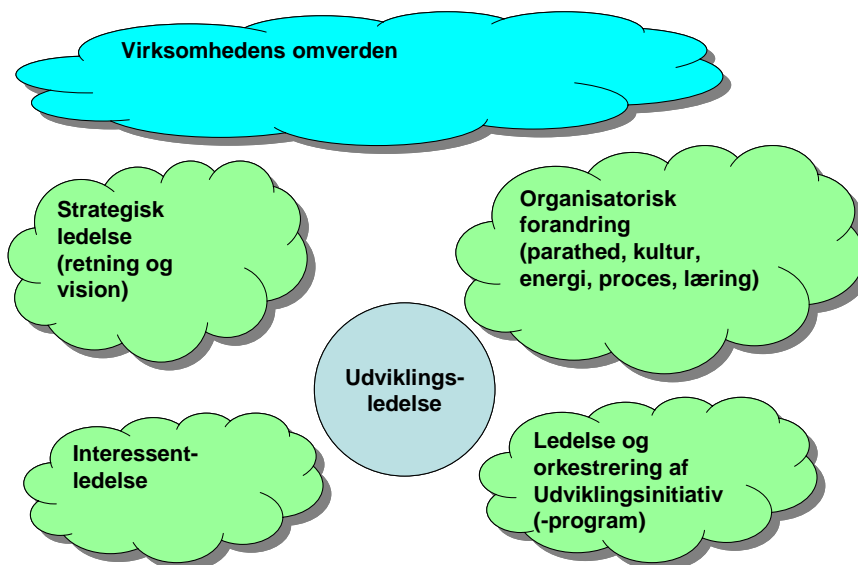 Virksomhedens omverden
Strategisk
ledelse
(retning og
vision)
Organisatorisk
forandring
(parathed, kultur,
energi, proces, læring)
Udviklings-
ledelse
Interessent-
ledelse
Ledelse og
orkestrering af
Udviklingsinitiativ
(-program)